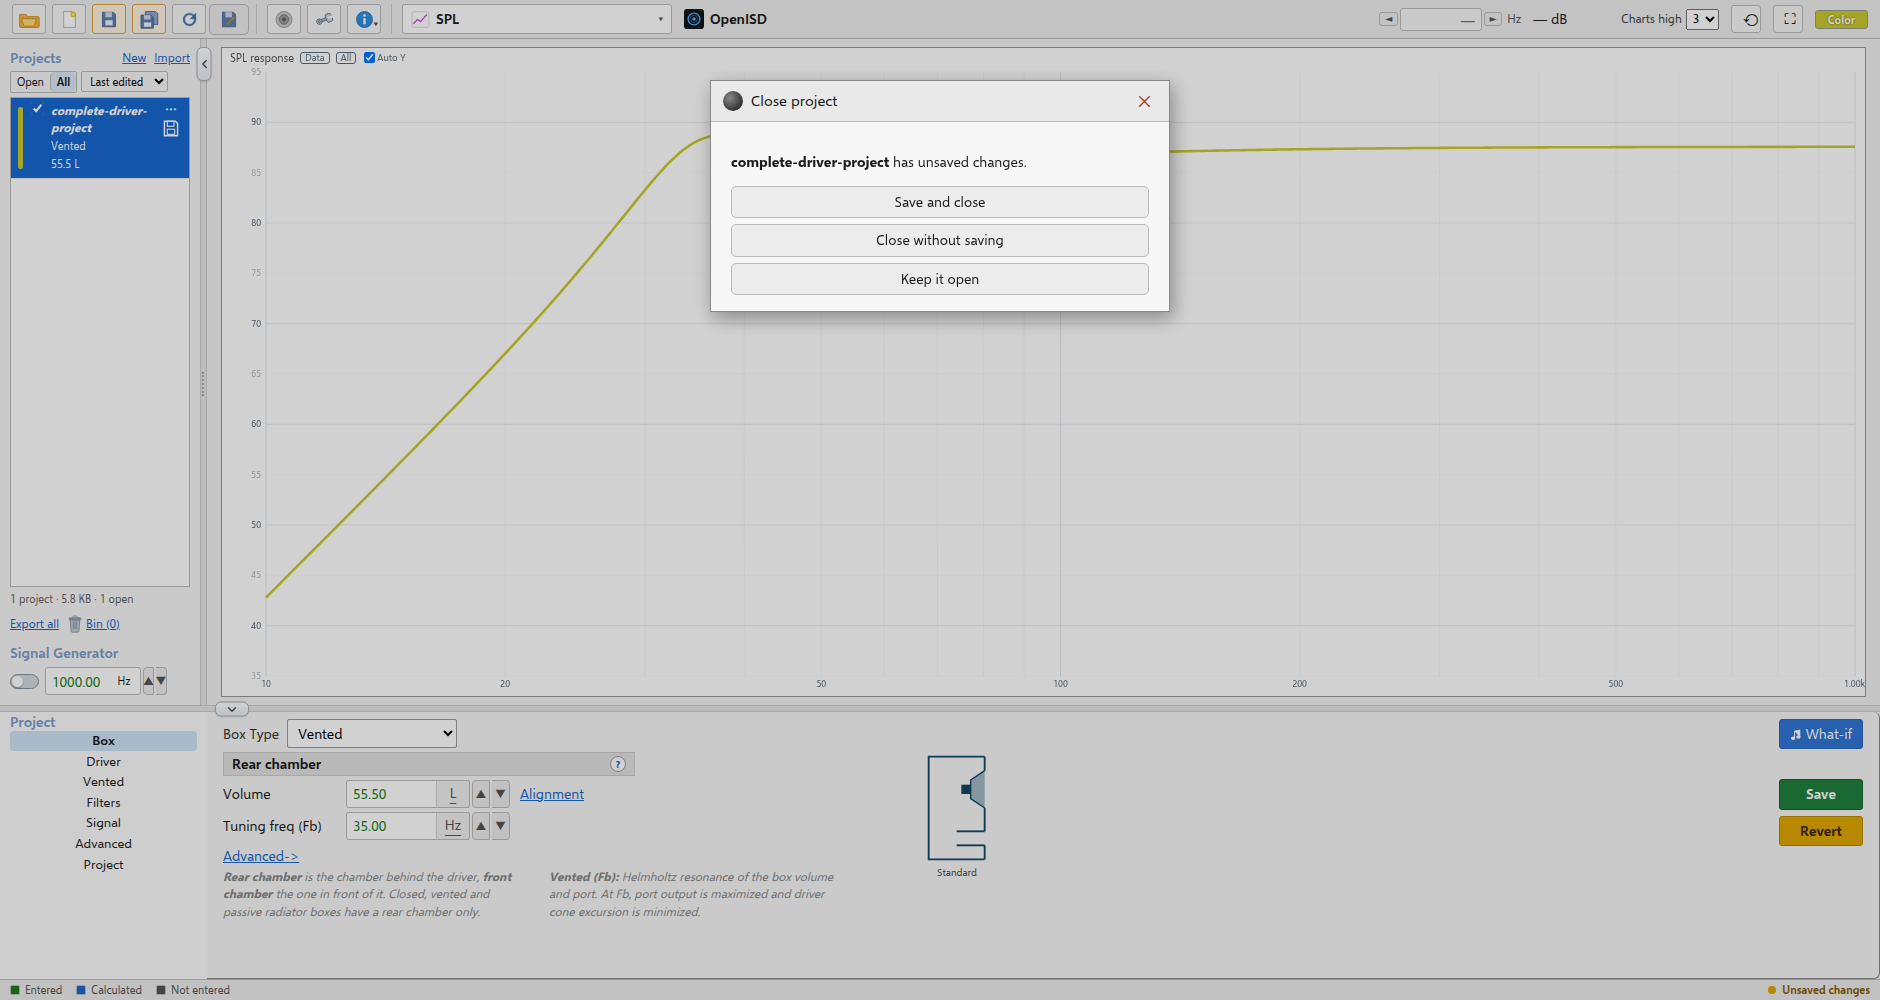 SPL
OpenISD
—
Hz
— dB
Charts high
3
Color
Projects
New
Import
Open
All
Last edited
complete-driver-
project
Vented
55.5 L
1 project · 5.8 KB · 1 open
Export all
Bin (0)
Signal Generator
1000.00 Hz
SPL response
Data
All
Auto Y
95
90
85
80
75
70
65
60
55
50
45
40
35
10
20
50
100
200
500
1.00k
Close project
complete-driver-project has unsaved changes.
Save and close
Close without saving
Keep it open
Project
Box
Driver
Vented
Filters
Signal
Advanced
Project
Box Type
Vented
Rear chamber
?
Volume
55.50
L
Alignment
Tuning freq (Fb)
35.00
Hz
Advanced->
Rear chamber is the chamber behind the driver, front
chamber the one in front of it. Closed, vented and
passive radiator boxes have a rear chamber only.
Vented (Fb): Helmholtz resonance of the box volume
and port. At Fb, port output is maximized and driver
cone excursion is minimized.
Standard
What-if
Save
Revert
Entered
Calculated
Not entered
Unsaved changes